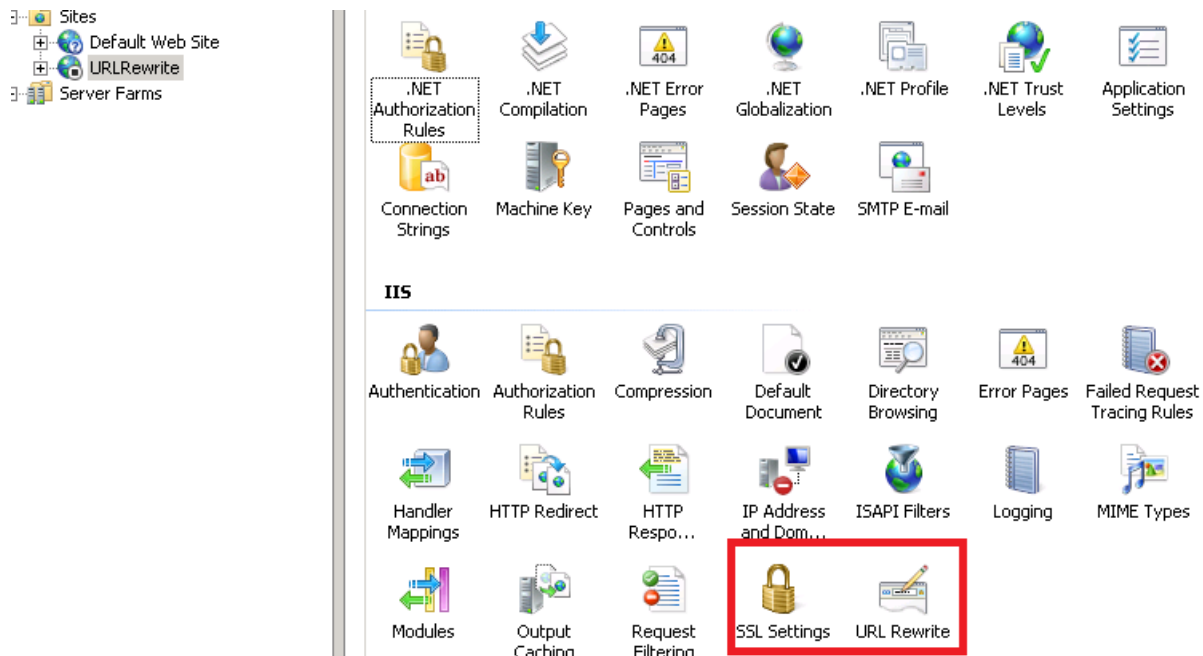 Sites
Default Web Site
URLRewrite
Server Farms
.NET Authorization Rules
.NET Compilation
.NET Error Pages
.NET Globalization
.NET Profile
.NET Trust Levels
Application Settings
Connection Strings
Machine Key
Pages and Controls
Session State
SMTP E-mail
IIS
Authentication
Authorization Rules
Compression
Default Document
Directory Browsing
Error Pages
Failed Request Tracing Rules
Handler Mappings
HTTP Redirect
HTTP Respo...
IP Address and Dom...
ISAPI Filters
Logging
MIME Types
Modules
Output Caching
Request Filtering
SSL Settings
URL Rewrite
404
ab
404